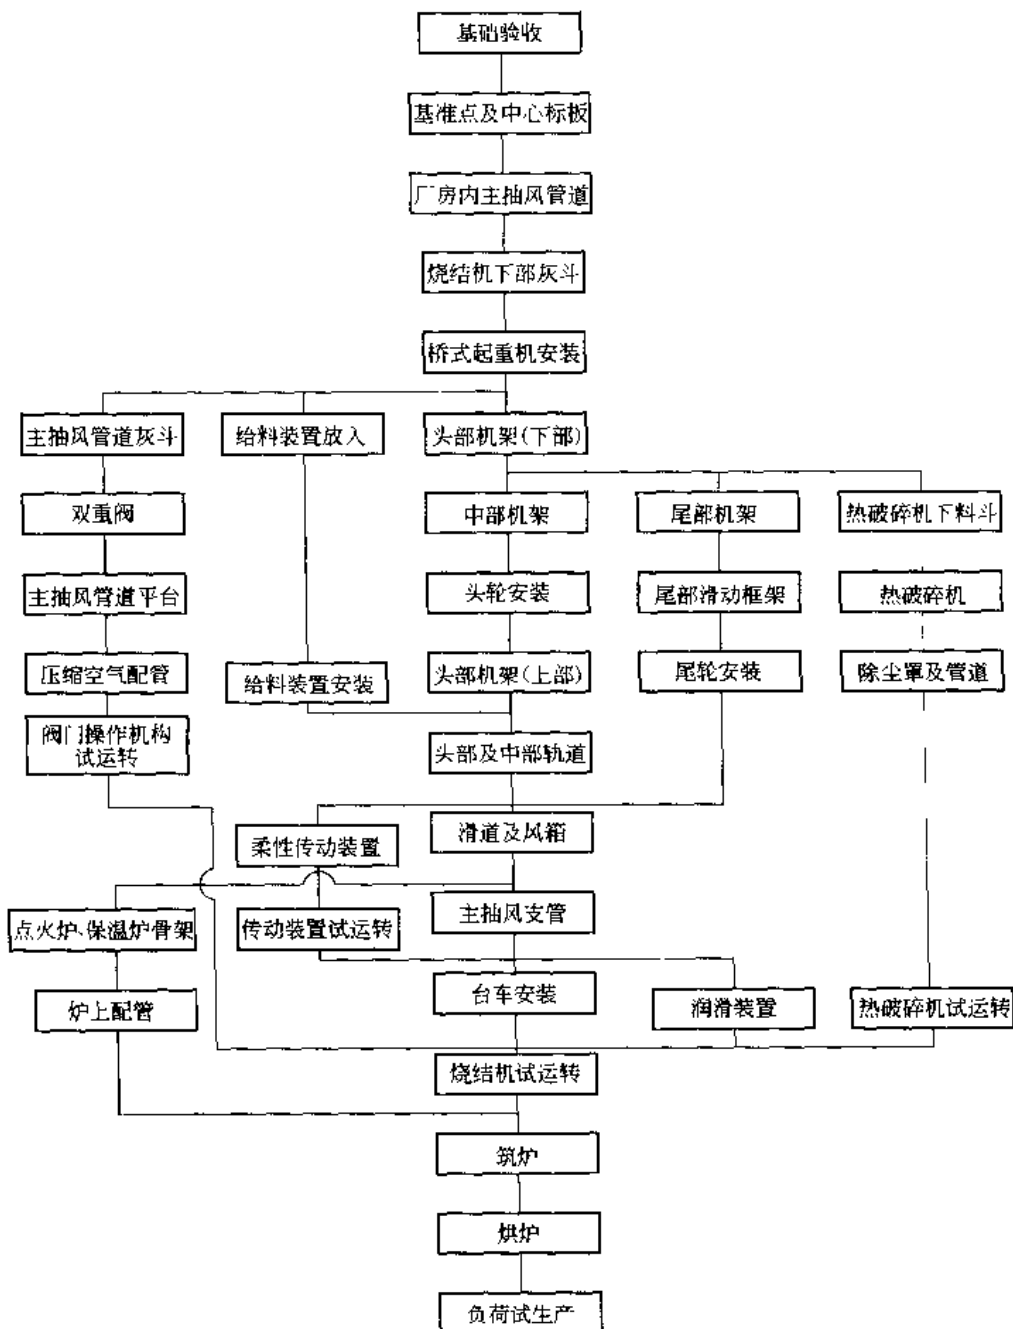 基础验收
基准点及中心标板
厂房内主抽风管道
烧结机下部灰斗
桥式起重机安装
主抽风管道灰斗
给料装置放入
头部机架(下部)
双重阀
中部机架
尾部机架
热破碎机下料斗
主抽风管道平台
头轮安装
尾部滑动框架
热破碎机
压缩空气配管
给料装置安装
头部机架(上部)
尾轮安装
除尘罩及管道
阀门操作机构
试运转
头部及中部轨道
柔性传动装置
滑道及风箱
点火炉、保温炉骨架
传动装置试运转
主抽风支管
炉上配管
台车安装
润滑装置
热破碎机试运转
烧结机试运转
筑炉
烘炉
负荷试生产